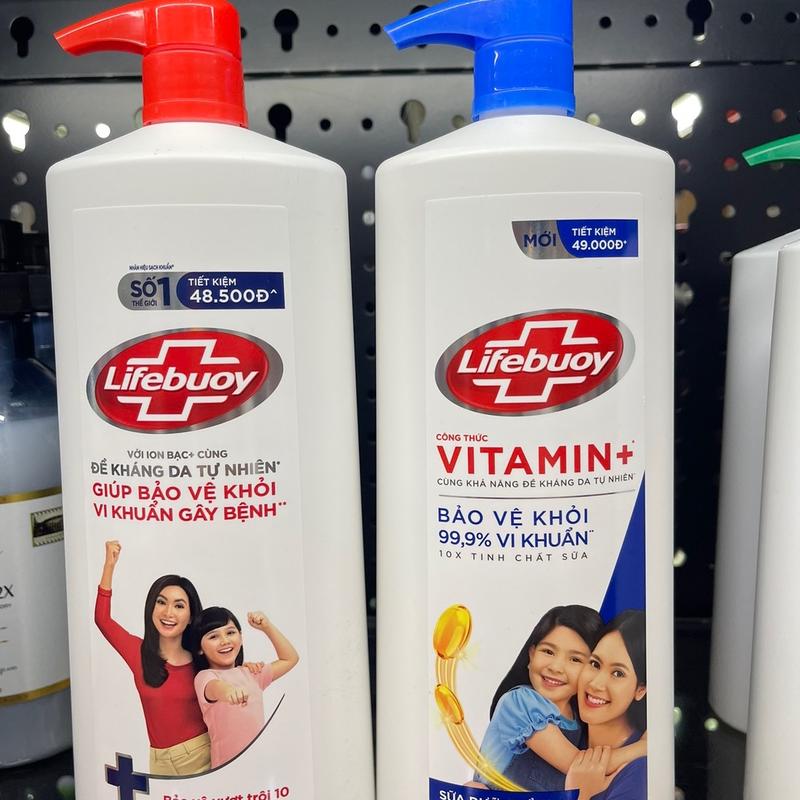 NHÃN HIỆU SẠCH KHUẨN*
SỐ 1
THẾ GIỚI
TIẾT KIỆM
48.500Đ^
Lifebuoy
VỚI ION BẠC+ CÙNG
ĐỀ KHÁNG DA TỰ NHIÊN*
GIÚP BẢO VỆ KHỎI
VI KHUẨN GÂY BỆNH**
MỚI
TIẾT KIỆM
49.000Đ*
Lifebuoy
CÔNG THỨC
VITAMIN+*
CÙNG KHẢ NĂNG ĐỀ KHÁNG DA TỰ NHIÊN*
BẢO VỆ KHỎI
99,9% VI KHUẨN**
10X TINH CHẤT SỮA